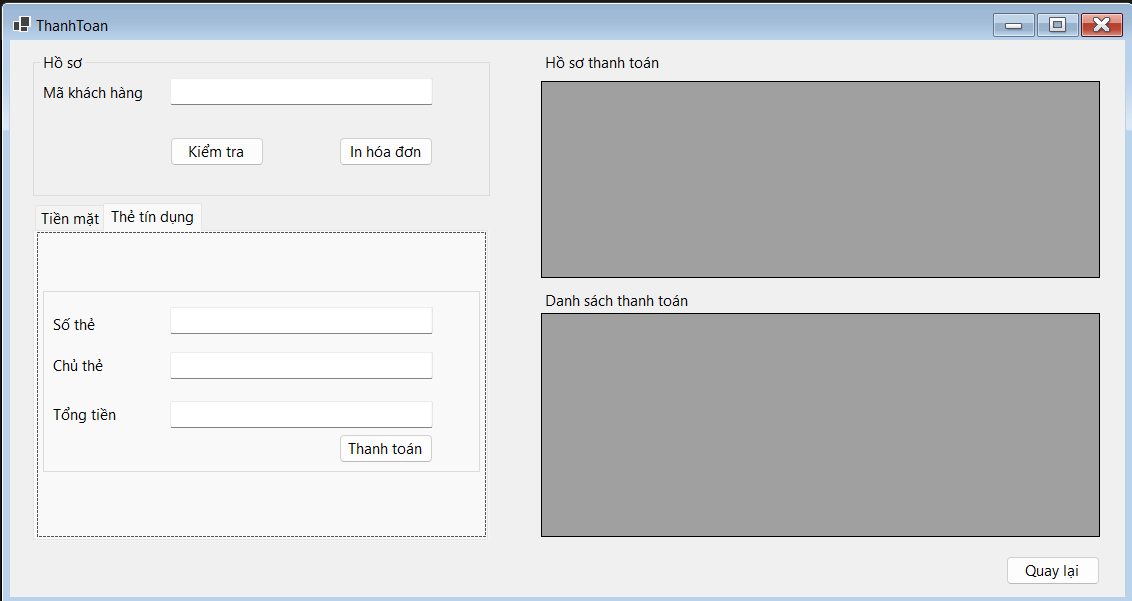 ThanhToan
Hồ sơ
Mã khách hàng
Kiểm tra
In hóa đơn
Tiền mặt
Thẻ tín dụng
Số thẻ
Chủ thẻ
Tổng tiền
Thanh toán
Hồ sơ thanh toán
Danh sách thanh toán
Quay lại